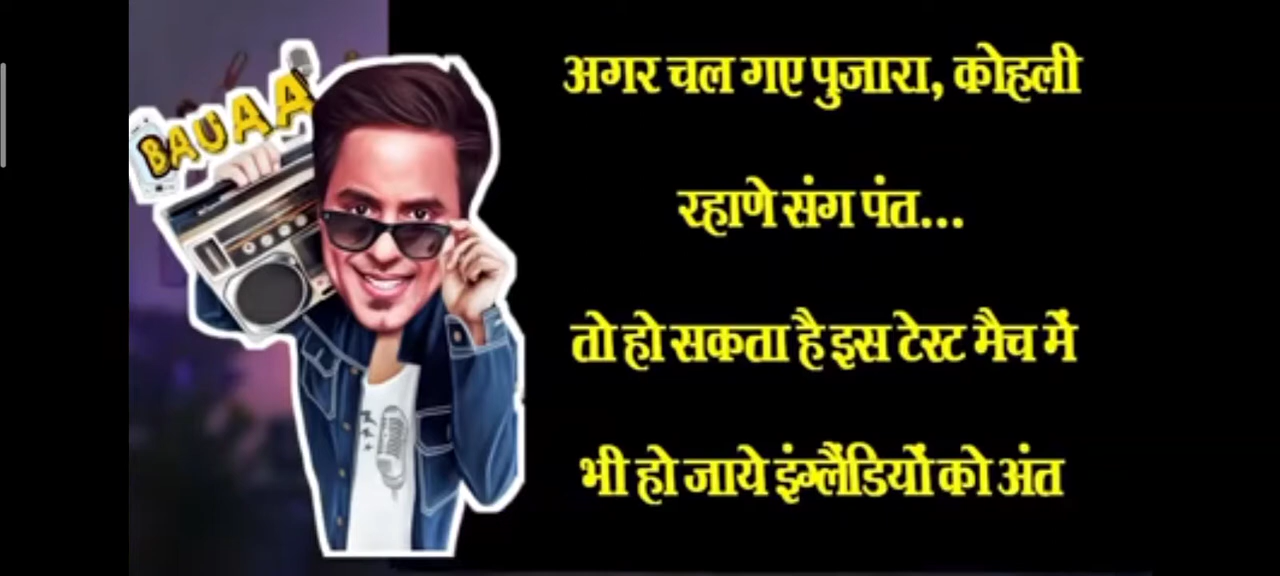 BAUAA
अगर चल गए पुजारा, कोहली
रहाणे संग पंत...
तो हो सकता है इस टेस्ट मैच में
भी हो जाये इंग्लैंडियों को अंत